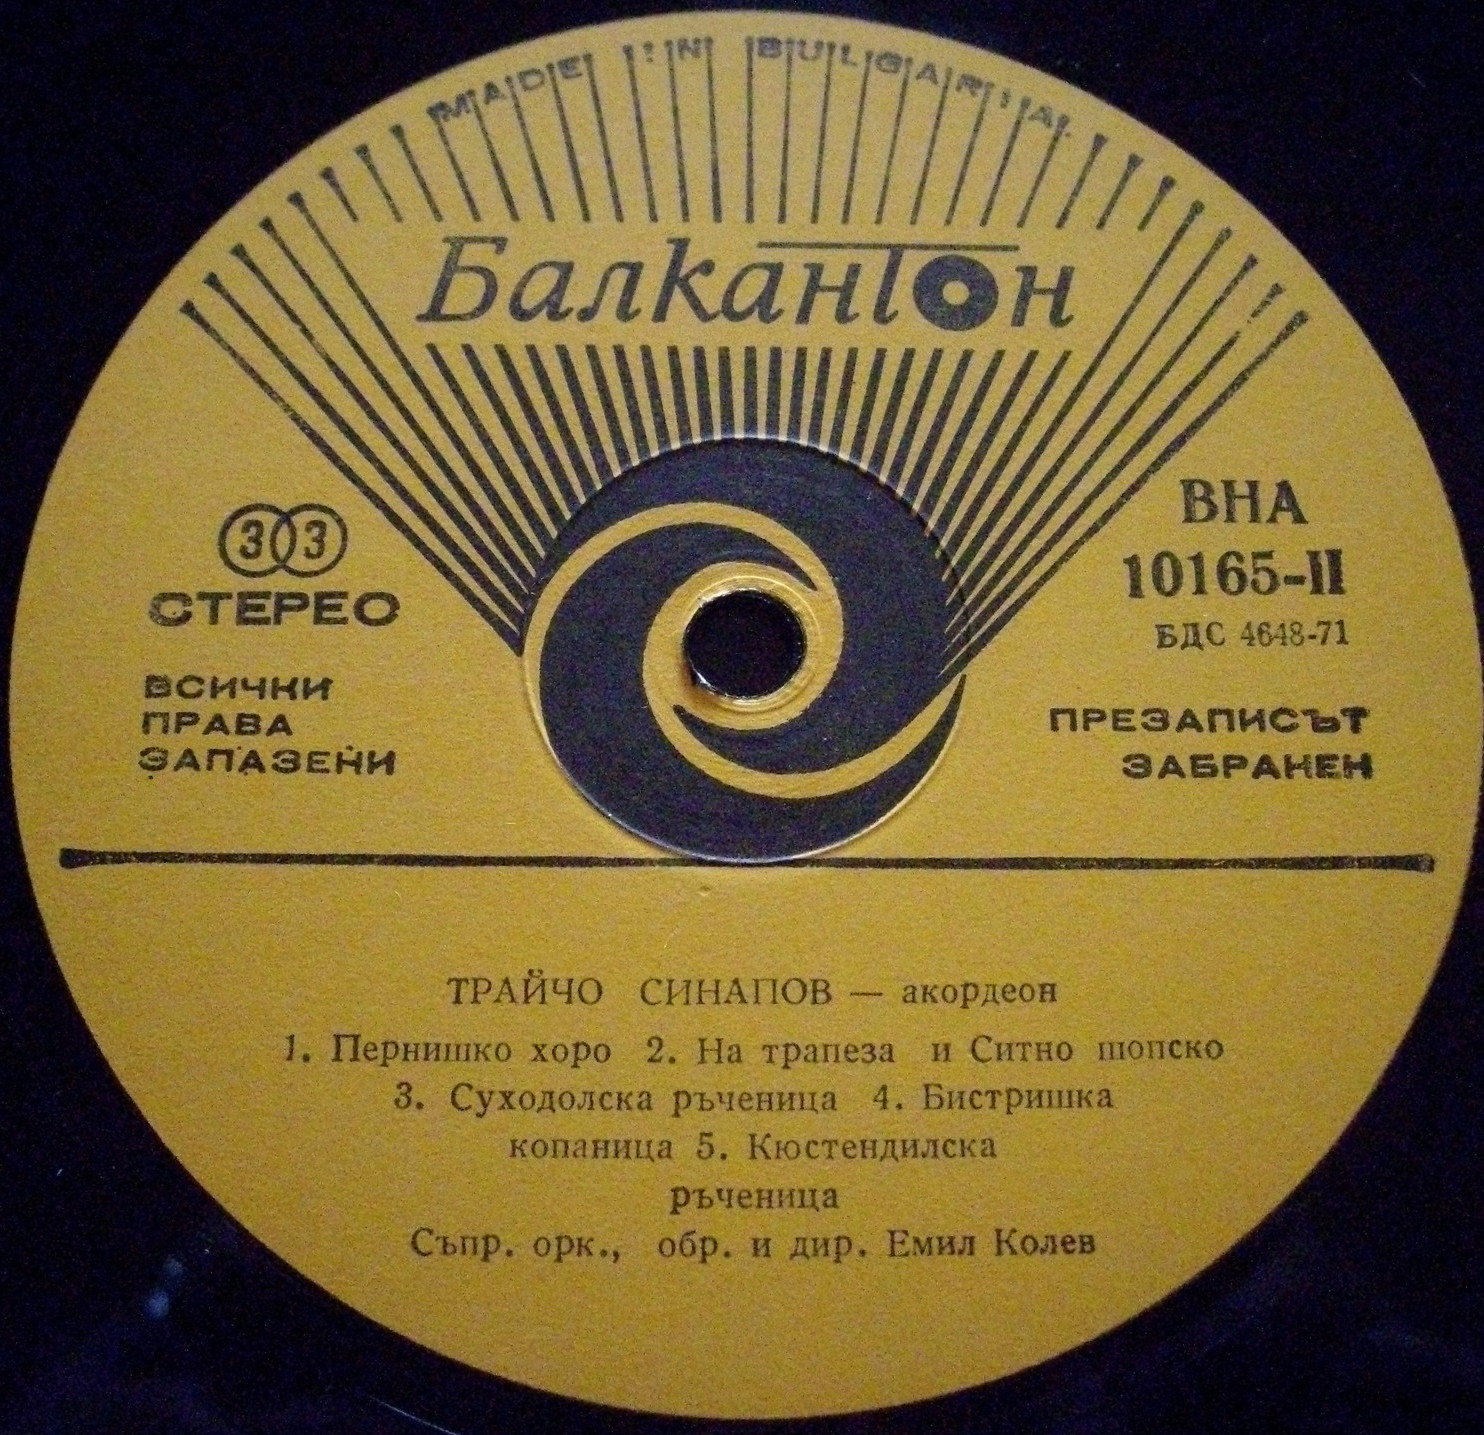 MADE IN BULGARIA
Балкантон
33
СТЕРЕО
ВСИЧКИ
ПРАВА
ЗАПАЗЕНИ
ВНА
10165-II
БДС 4648-71
ПРЕЗАПИСЪТ
ЗАБРАНЕН
ТРАЙЧО СИНАПОВ — акордеон
1. Пернишко хоро 2. На трапеза и Ситно шопско
3. Суходолска ръченица 4. Бистришка
копаница 5. Кюстендилска
ръченица
Съпр. орк., обр. и дир. Емил Колев